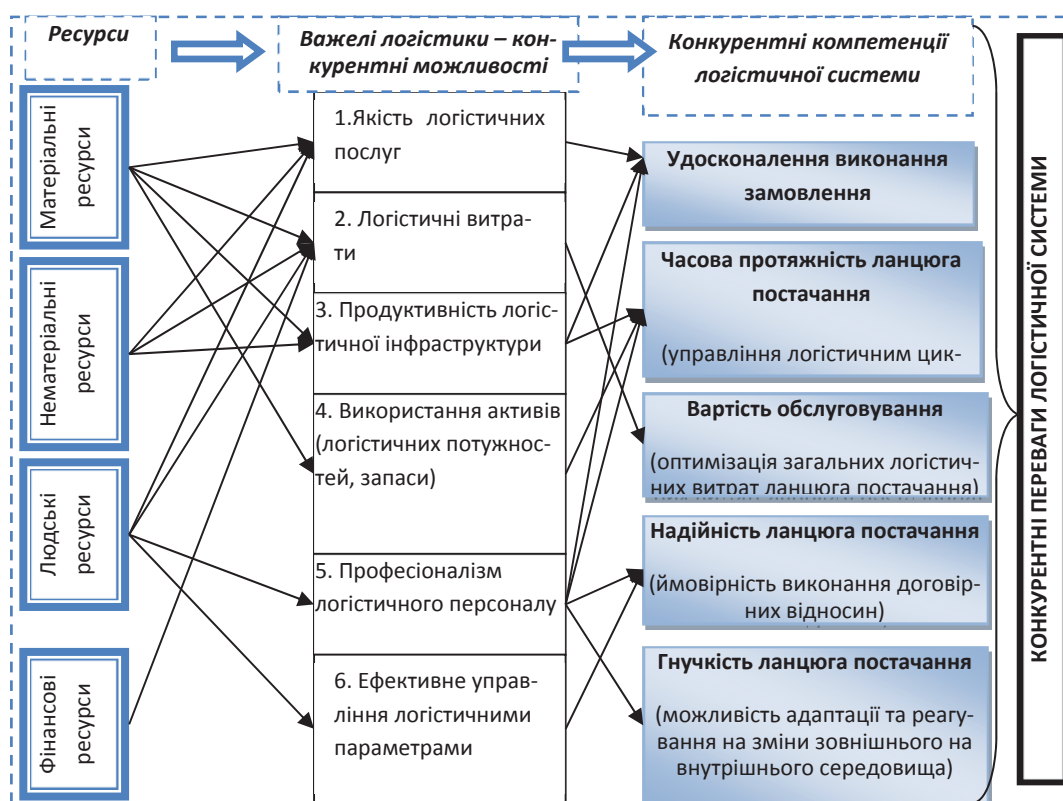 Ресурси
Важелі логістики – кон-
курентні можливості
Конкурентні компетенції
логістичної системи
Матеріальні
ресурси
Нематеріальні
ресурси
Людські
ресурси
Фінансові
ресурси
1.Якість логістичних
послуг
2. Логістичні витра-
ти
3. Продуктивність логіс-
тичної інфраструктури
4. Використання активів
(логістичних потужнос-
тей, запаси)
5. Професіоналізм
логістичного персоналу
6. Ефективне управ-
ління логістичними
параметрами
Удосконалення виконання
замовлення
Часова протяжність ланцюга
постачання
(управління логістичним цик-
Вартість обслуговування
(оптимізація загальних логістич-
них витрат ланцюга постачання)
Надійність ланцюга постачання
(ймовірність виконання договір-
них відносин)
Гнучкість ланцюга постачання
(можливість адаптації та реагу-
вання на зміни зовнішнього на
внутрішнього середовища)
КОНКУРЕНТНІ ПЕРЕВАГИ ЛОГІСТИЧНОЇ СИСТЕМИ